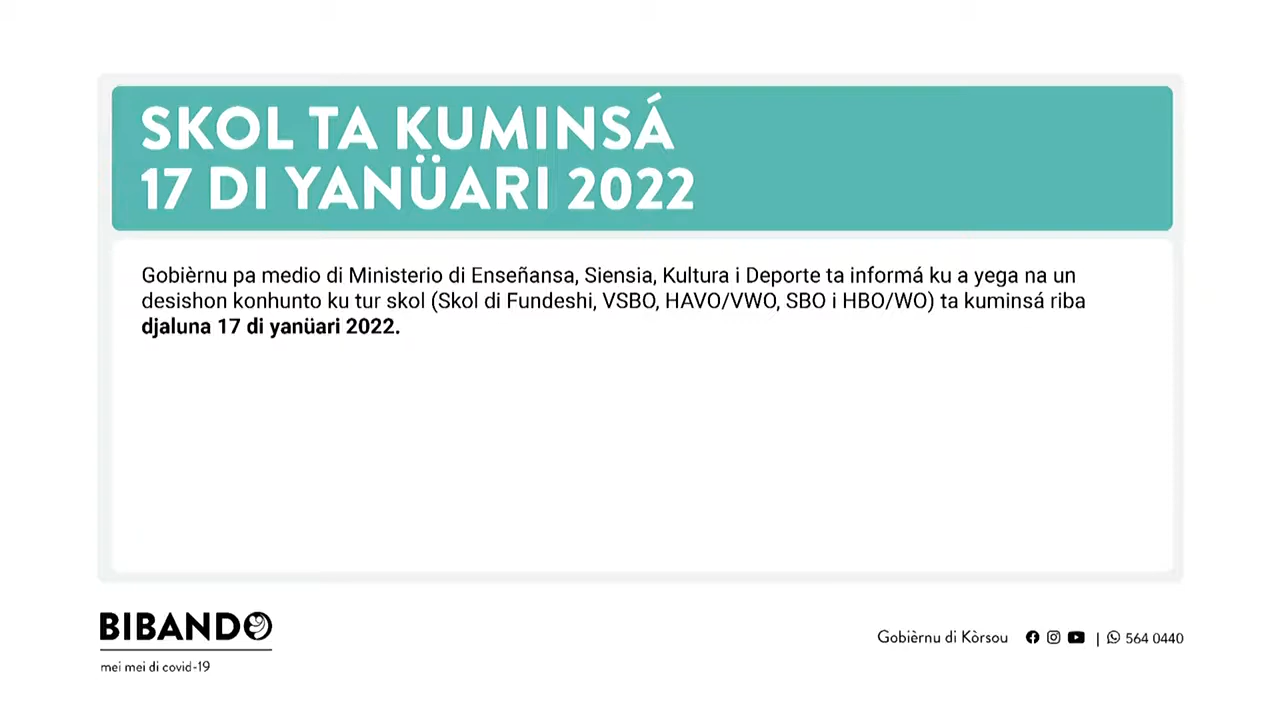 SKOL TA KUMINSÁ
17 DI YANÜARI 2022
Gobièrnu pa medio di Ministerio di Enseñansa, Siensia, Kultura i Deporte ta informá ku a yega na un
desishon konhunto ku tur skol (Skol di Fundeshi, VSBO, HAVO/VWO, SBO i HBO/WO) ta kuminsá riba
djaluna 17 di yanüari 2022.
BIBANDO
mei mei di covid-19
Gobièrnu di Kòrsou | 564 0440